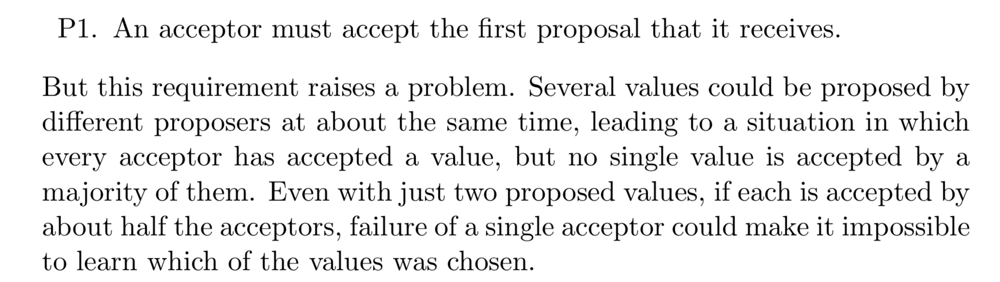 P1. An acceptor must accept the first proposal that it receives.
But this requirement raises a problem. Several values could be proposed by
different proposers at about the same time, leading to a situation in which
every acceptor has accepted a value, but no single value is accepted by a
majority of them. Even with just two proposed values, if each is accepted by
about half the acceptors, failure of a single acceptor could make it impossible
to learn which of the values was chosen.